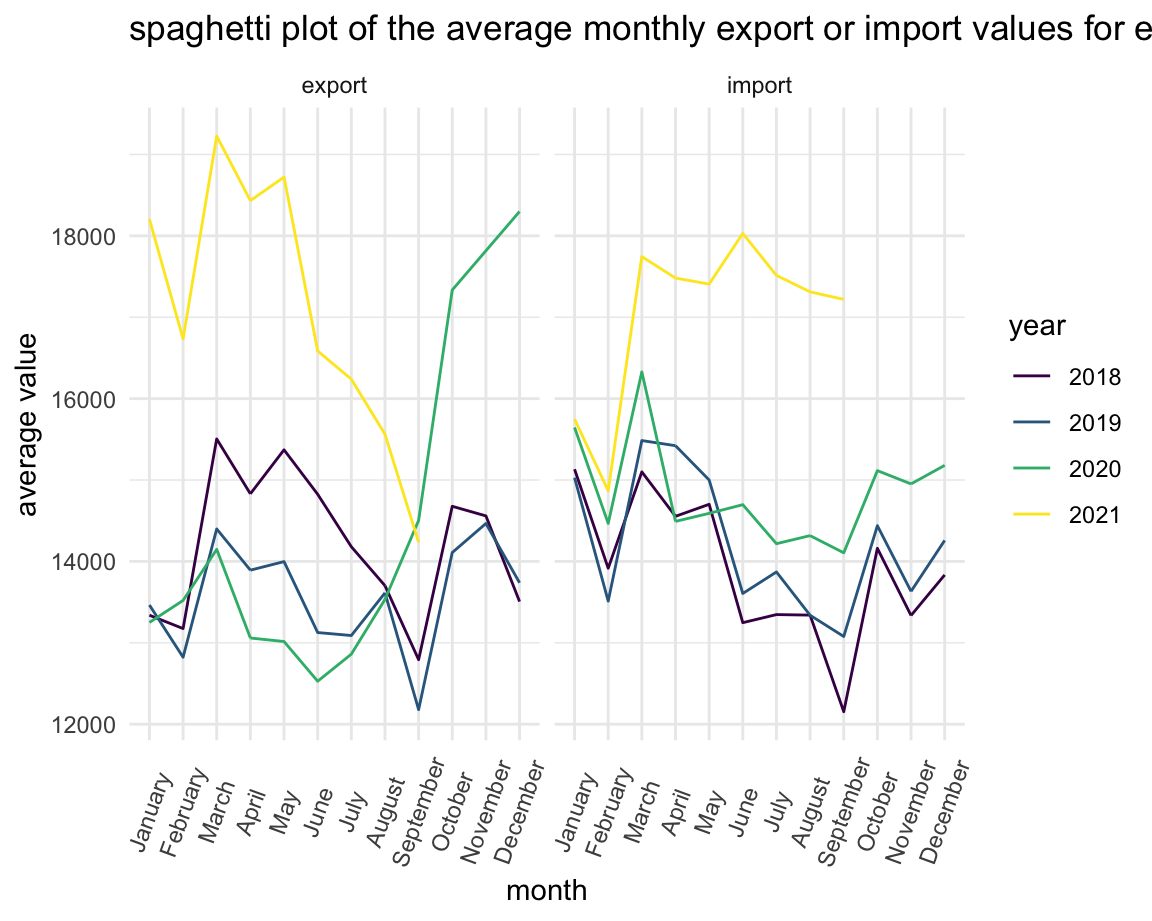 spaghetti plot of the average monthly export or import values for e
export
import
18000
16000
14000
12000
average value
January
February
March
April
May
June
July
August
September
October
November
December
January
February
March
April
May
June
July
August
September
October
November
December
month
year
2018
2019
2020
2021